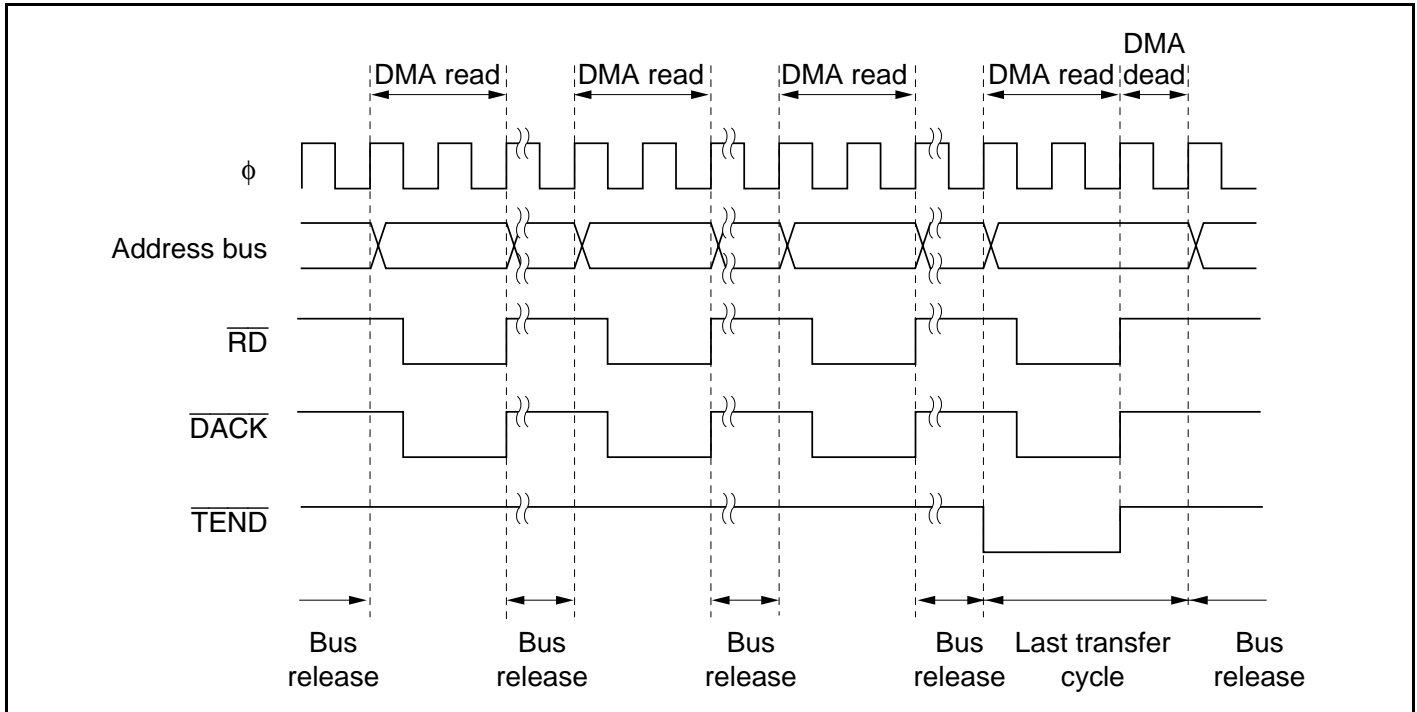 DMA
DMA read DMA read DMA read DMA read dead
ϕ
Address bus
RD
DACK
TEND
Bus Bus Bus Bus Last transfer Bus
release release release release cycle release